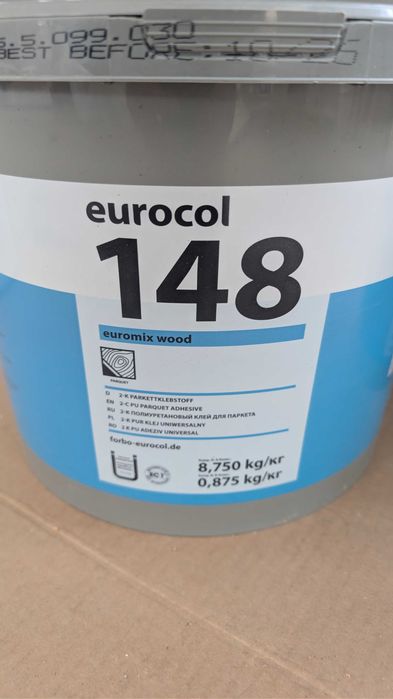 5.099.030
BEST BEFORE:
eurocol
148
euromix wood
PARQUET
D 2-K PARKETTKLEBSTOFF
EN 2-C PU PARQUET ADHESIVE
RU 2-К ПОЛИУРЕТАНОВЫЙ КЛЕЙ ДЛЯ ПАРКЕТА
PL 2-K PUR KLEJ UNIWERSALNY
RO 2 K-PU ADEZIV UNIVERSAL
forbo-eurocol.de
8,750 kg/кг
0,875 kg/кг